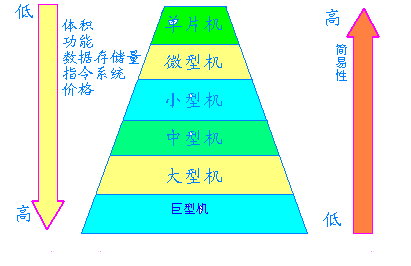 低
体积
功能
数据存储量
指令系统
价格
高
单片机
微型机
小型机
中型机
大型机
巨型机
高
简易性
低